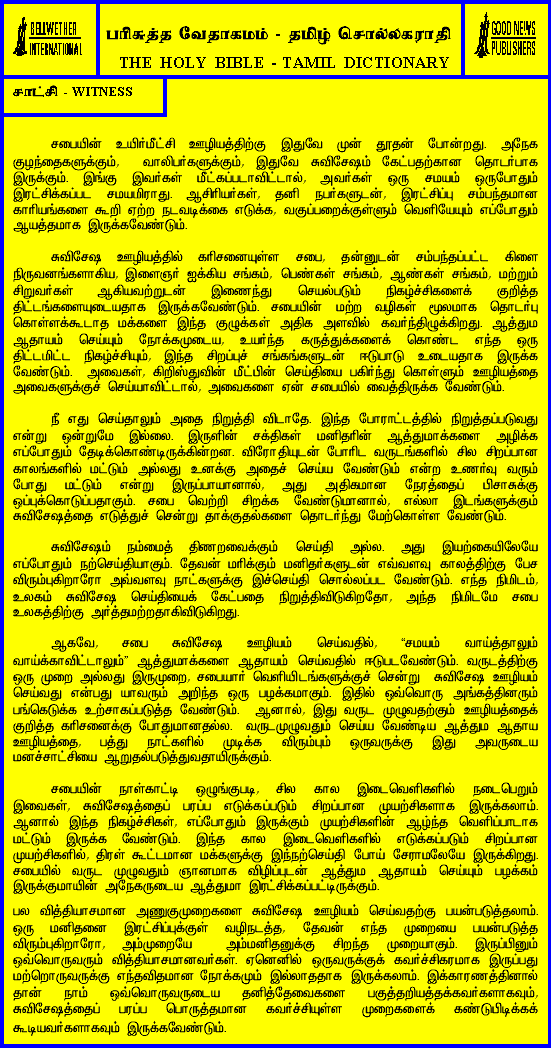 BELLWETHER
INTERNATIONAL
பரிசுத்த வேதாகமம் - தமிழ் சொல்லகராதி
THE HOLY BIBLE - TAMIL DICTIONARY
GOOD NEWS
PUBLISHERS
சாட்சி - WITNESS
சபையின் உயிர்மீட்சி ஊழியத்திற்கு இதுவே முன் தூதன் போன்றது. அநேக
குழந்தைகளுக்கும், வாலிபர்களுக்கும், இதுவே சுவிசேஷம் கேட்பதற்கான தொடர்பாக
இருக்கும். இங்கு இவர்கள் மீட்கப்படாவிட்டால், அவர்கள் ஒரு சமயம் ஒருபோதும்
இரட்சிக்கப்பட சமயமிராது. ஆசிரியர்கள், தனி நபர்களுடன், இரட்சிப்பு சம்பந்தமான
காரியங்களை கூறி ஏற்ற நடவடிக்கை எடுக்க, வகுப்பறைக்குள்ளும் வெளியேயும் எப்போதும்
ஆயத்தமாக இருக்கவேண்டும்.
சுவிசேஷ ஊழியத்தில் கரிசனையுள்ள சபை, தன்னுடன் சம்பந்தப்பட்ட கிளை
நிருவனங்களாகிய, இளைஞர் ஐக்கிய சங்கம், பெண்கள் சங்கம், ஆண்கள் சங்கம், மற்றும்
சிறுவர்கள் ஆகியவற்றுடன் இணைந்து செயல்படும் நிகழ்ச்சிகளைக் குறித்த
திட்டங்களையுடையதாக இருக்கவேண்டும். சபையின் மற்ற வழிகள் மூலமாக தொடர்பு
கொள்ளக்கூடாத மக்களை இந்த குழுக்கள் அதிக அளவில் கவர்ந்திழுக்கிறது. ஆத்தும
ஆதாயம் செய்யும் நோக்கமுடைய, உயர்ந்த கருத்துக்களைக் கொண்ட எந்த ஒரு
திட்டமிட்ட நிகழ்ச்சியும், இந்த சிறப்புச் சங்கங்களுடன் ஈடுபாடு உடையதாக இருக்க
வேண்டும். அவைகள், கிறிஸ்துவின் மீட்பின் செய்தியை பகிர்ந்து கொள்ளும் ஊழியத்தை
அவைகளுக்குச் செய்யாவிட்டால், அவைகளை ஏன் சபையில் வைத்திருக்க வேண்டும்.
நீ எது செய்தாலும் அதை நிறுத்தி விடாதே. இந்த போராட்டத்தில் நிறுத்தப்படுவது
என்று ஒன்றுமே இல்லை. இருளின் சக்திகள் மனிதரின் ஆத்துமாக்களை அழிக்க
எப்போதும் தேடிக்கொண்டிருக்கின்றன. விரோதியுடன் போரிட வருடங்களில் சில சிறப்பான
காலங்களில் மட்டும் அல்லது உனக்கு அதைச் செய்ய வேண்டும் என்ற உணர்வு வரும்
போது மட்டும் என்று இருப்பாயானால், அது அதிகமான நேரத்தைப் பிசாசுக்கு
ஒப்புக்கொடுப்பதாகும். சபை வெற்றி சிறக்க வேண்டுமானால், எல்லா இடங்களுக்கும்
சுவிசேஷத்தை எடுத்துச் சென்று தாக்குதல்களை தொடர்ந்து மேற்கொள்ள வேண்டும்.
சுவிசேஷம் நம்மைத் திணறவைக்கும் செய்தி அல்ல. அது இயற்கையிலேயே
எப்போதும் நற்செய்தியாகும். தேவன் மரிக்கும் மனிதர்களுடன் எவ்வளவு காலத்திற்கு பேச
விரும்புகிறாரோ அவ்வளவு நாட்களுக்கு இச்செய்தி சொல்லப்பட வேண்டும். எந்த நிமிடம்,
உலகம் சுவிசேஷ செய்தியைக் கேட்பதை நிறுத்திவிடுகிறதோ, அந்த நிமிடமே சபை
உலகத்திற்கு அர்த்தமற்றதாகிவிடுகிறது.
ஆகவே, சபை சுவிசேஷ ஊழியம் செய்வதில், “சமயம் வாய்த்தாலும்
வாய்க்காவிட்டாலும்” ஆத்துமாக்களை ஆதாயம் செய்வதில் ஈடுபடவேண்டும். வருடத்திற்கு
ஒரு முறை அல்லது இருமுறை, சபையார் வெளியிடங்களுக்குச் சென்று சுவிசேஷ ஊழியம்
செய்வது என்பது யாவரும் அறிந்த ஒரு பழக்கமாகும். இதில் ஒவ்வொரு அங்கத்தினரும்
பங்கெடுக்க உற்சாகப்படுத்த வேண்டும். ஆனால், இது வருட முழுவதற்கும் ஊழியத்தைக்
குறித்த கரிசனைக்கு போதுமானதல்ல. வருடமுழுவதும் செய்ய வேண்டிய ஆத்தும ஆதாய
ஊழியத்தை, பத்து நாட்களில் முடிக்க விரும்பும் ஒருவருக்கு இது அவருடைய
மனச்சாட்சியை ஆறுதல்படுத்துவதாயிருக்கும்.
சபையின் நாள்காட்டி ஒழுங்குபடி, சில கால இடைவெளிகளில் நடைபெறும்
இவைகள், சுவிசேஷத்தைப் பரப்ப எடுக்கப்படும் சிறப்பான முயற்சிகளாக இருக்கலாம்.
ஆனால் இந்த நிகழ்ச்சிகள், எப்போதும் இருக்கும் முயற்சிகளின் ஆழ்ந்த வெளிப்பாடாக
மட்டும் இருக்க வேண்டும். இந்த கால இடைவெளிகளில் எடுக்கப்படும் சிறப்பான
முயற்சிகளில், திரள் கூட்டமான மக்களுக்கு இந்நற்செய்தி போய் சேராமலேயே இருக்கிறது.
சபையில் வருட முழுவதும் ஞானமாக விழிப்புடன் ஆத்தும ஆதாயம் செய்யும் பழக்கம்
இருக்குமாயின் அநேகருடைய ஆத்துமா இரட்சிக்கப்பட்டிருக்கும்.
பல வித்தியாசமான அணுகுமுறைகளை சுவிசேஷ ஊழியம் செய்வதற்கு பயன்படுத்தலாம்.
ஒரு மனிதனை இரட்சிப்புக்குள் வழிநடத்த, தேவன் எந்த முறையை பயன்படுத்த
விரும்புகிறாரோ, அம்முறையே அம்மனிதனுக்கு சிறந்த முறையாகும். இருப்பினும்
ஒவ்வொருவரும் வித்தியாசமானவர்கள். ஏனெனில் ஒருவருக்குக் கவர்ச்சிகரமாக இருப்பது
மற்றொருவருக்கு எந்தவிதமான நோக்கமும் இல்லாததாக இருக்கலாம். இக்காரணத்தினால்
தான் நாம் ஒவ்வொருவருடைய தனித்தேவைகளை பகுத்தறியத்தக்கவர்களாகவும்,
சுவிசேஷத்தைப் பரப்ப பொருத்தமான கவர்ச்சியுள்ள முறைகளைக் கண்டுபிடிக்கக்
கூடியவர்களாகவும் இருக்கவேண்டும்.